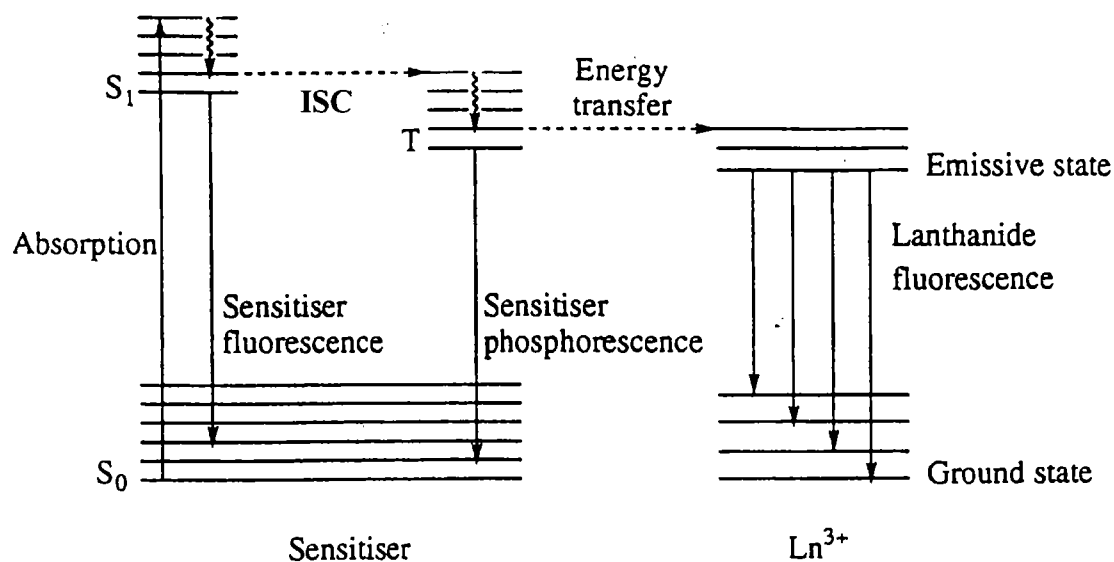 S₁
ISC
T
Energy
transfer
Emissive state
Absorption
Lanthanide
fluorescence
Sensitiser
fluorescence
Sensitiser
phosphorescence
S₀
Ground state
Sensitiser
Ln³⁺